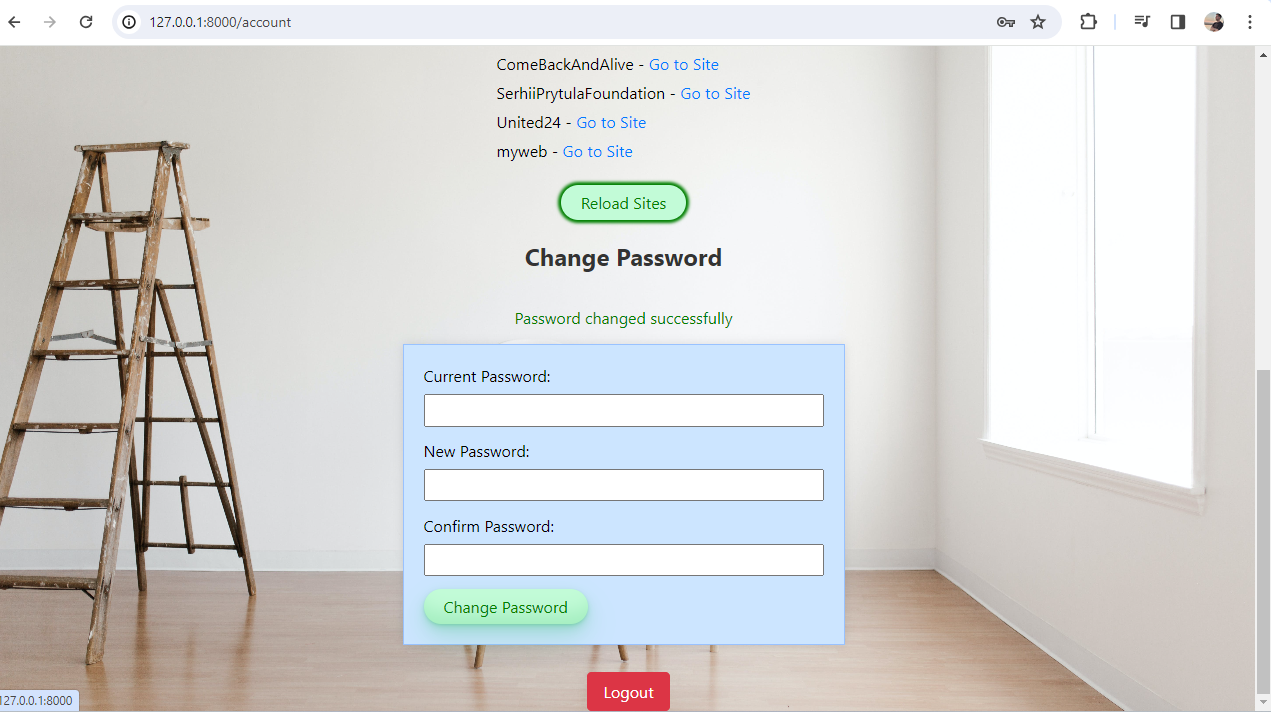 127.0.0.1:8000/account
ComeBackAndAlive - Go to Site
SerhiiPrytulaFoundation - Go to Site
United24 - Go to Site
myweb - Go to Site
Reload Sites
Change Password
Password changed successfully
Current Password:
New Password:
Confirm Password:
Change Password
Logout
127.0.0.1:8000